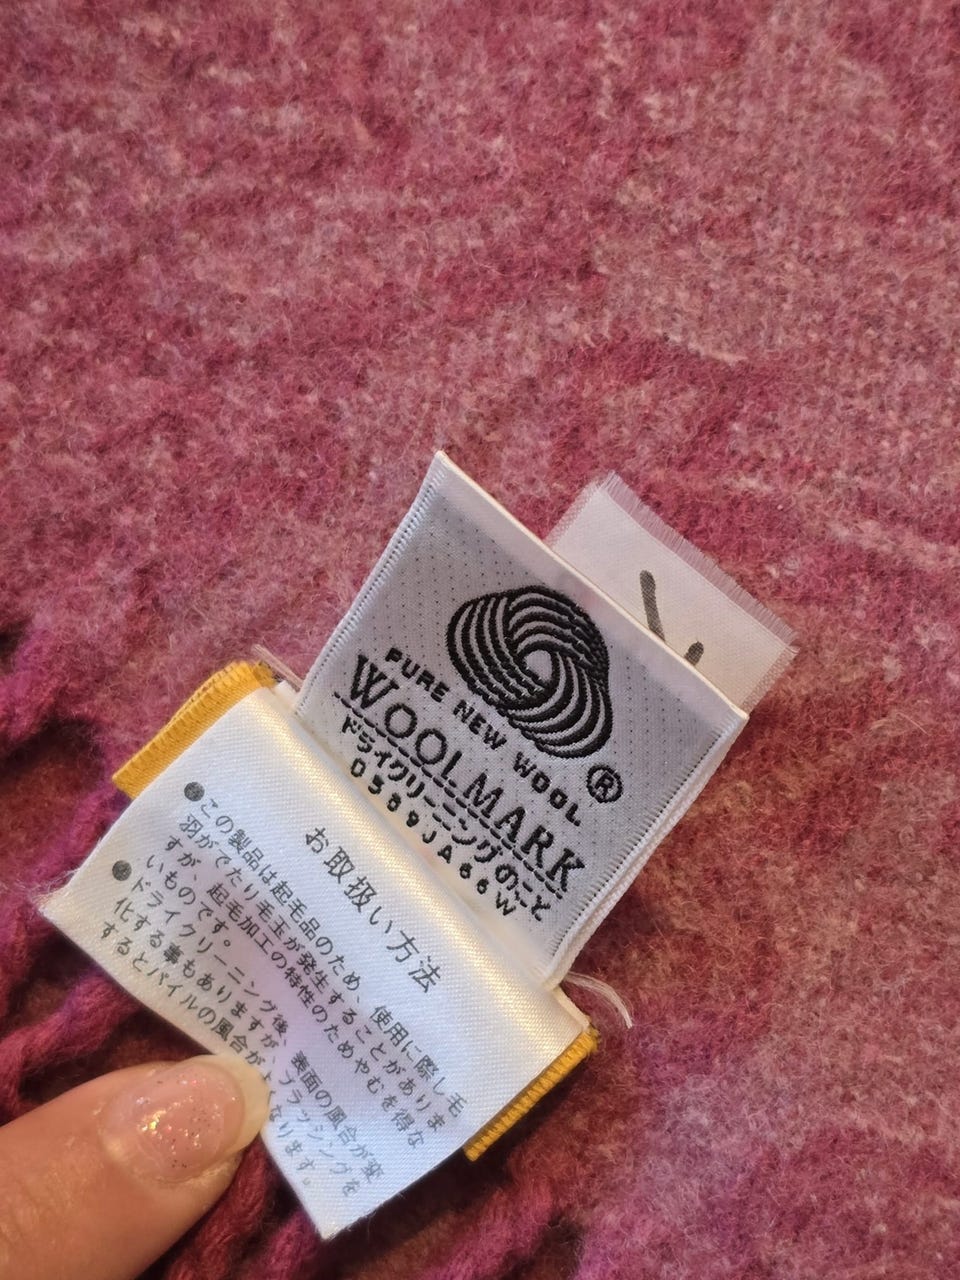 PURE NEW WOOL
®
WOOLMARK
ドライクリーニングのこと
0509JA66W
お取扱い方法
●この製品は起毛品のため、使用に際し毛
羽がでたり毛玉が発生することがありま
すが、起毛加工の特性のためやむを得な
いものです。
●ドライクリーニング後、表面の風合が変
化する事もありますが、ブラッシングを
するとパイルの風合が くなります。